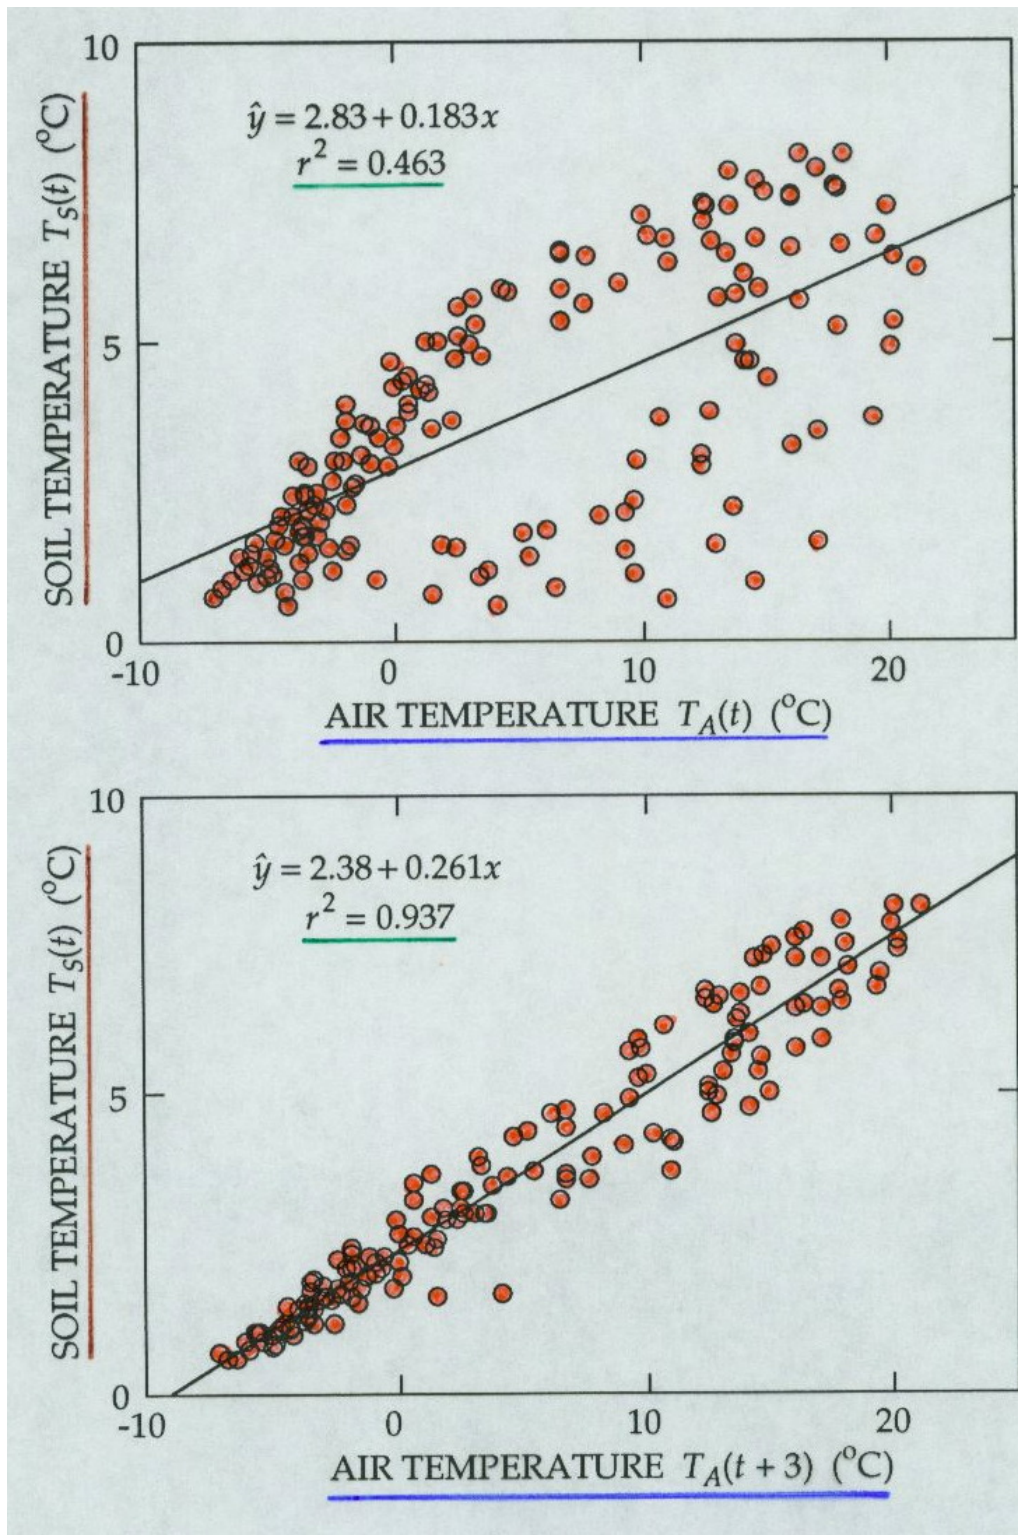 10
ŷ = 2.83 + 0.183x
r² = 0.463
SOIL TEMPERATURE T_S(t) (°C)
5
0
-10 0 10 20
AIR TEMPERATURE T_A(t) (°C)
10
ŷ = 2.38 + 0.261x
r² = 0.937
SOIL TEMPERATURE T_S(t) (°C)
5
0
-10 0 10 20
AIR TEMPERATURE T_A(t + 3) (°C)